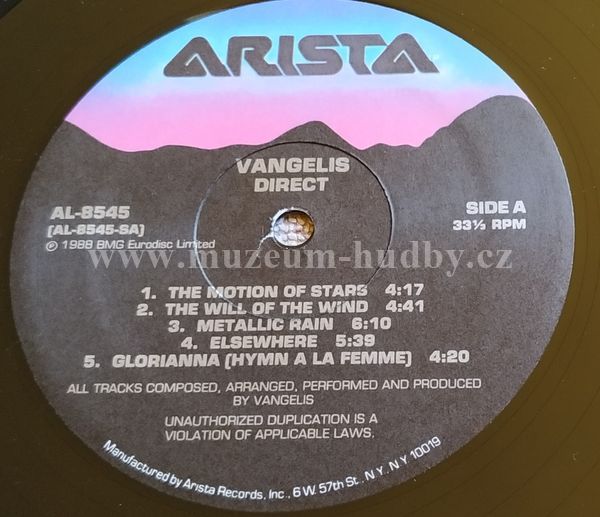 ARISTA
VANGELIS
DIRECT
AL-8545
(AL-8545-SA)
℗ 1988 BMG Eurodisc Limited
SIDE A
33⅓ RPM
www.muzeum-hudby.cz
1. THE MOTION OF STARS 4:17
2. THE WILL OF THE WIND 4:41
3. METALLIC RAIN 6:10
4. ELSEWHERE 5:39
5. GLORIANNA (HYMN A LA FEMME) 4:20
ALL TRACKS COMPOSED, ARRANGED, PERFORMED AND PRODUCED
BY VANGELIS
UNAUTHORIZED DUPLICATION IS A
VIOLATION OF APPLICABLE LAWS.
Manufactured by Arista Records, Inc., 6 W. 57th St., N.Y., N.Y. 10019